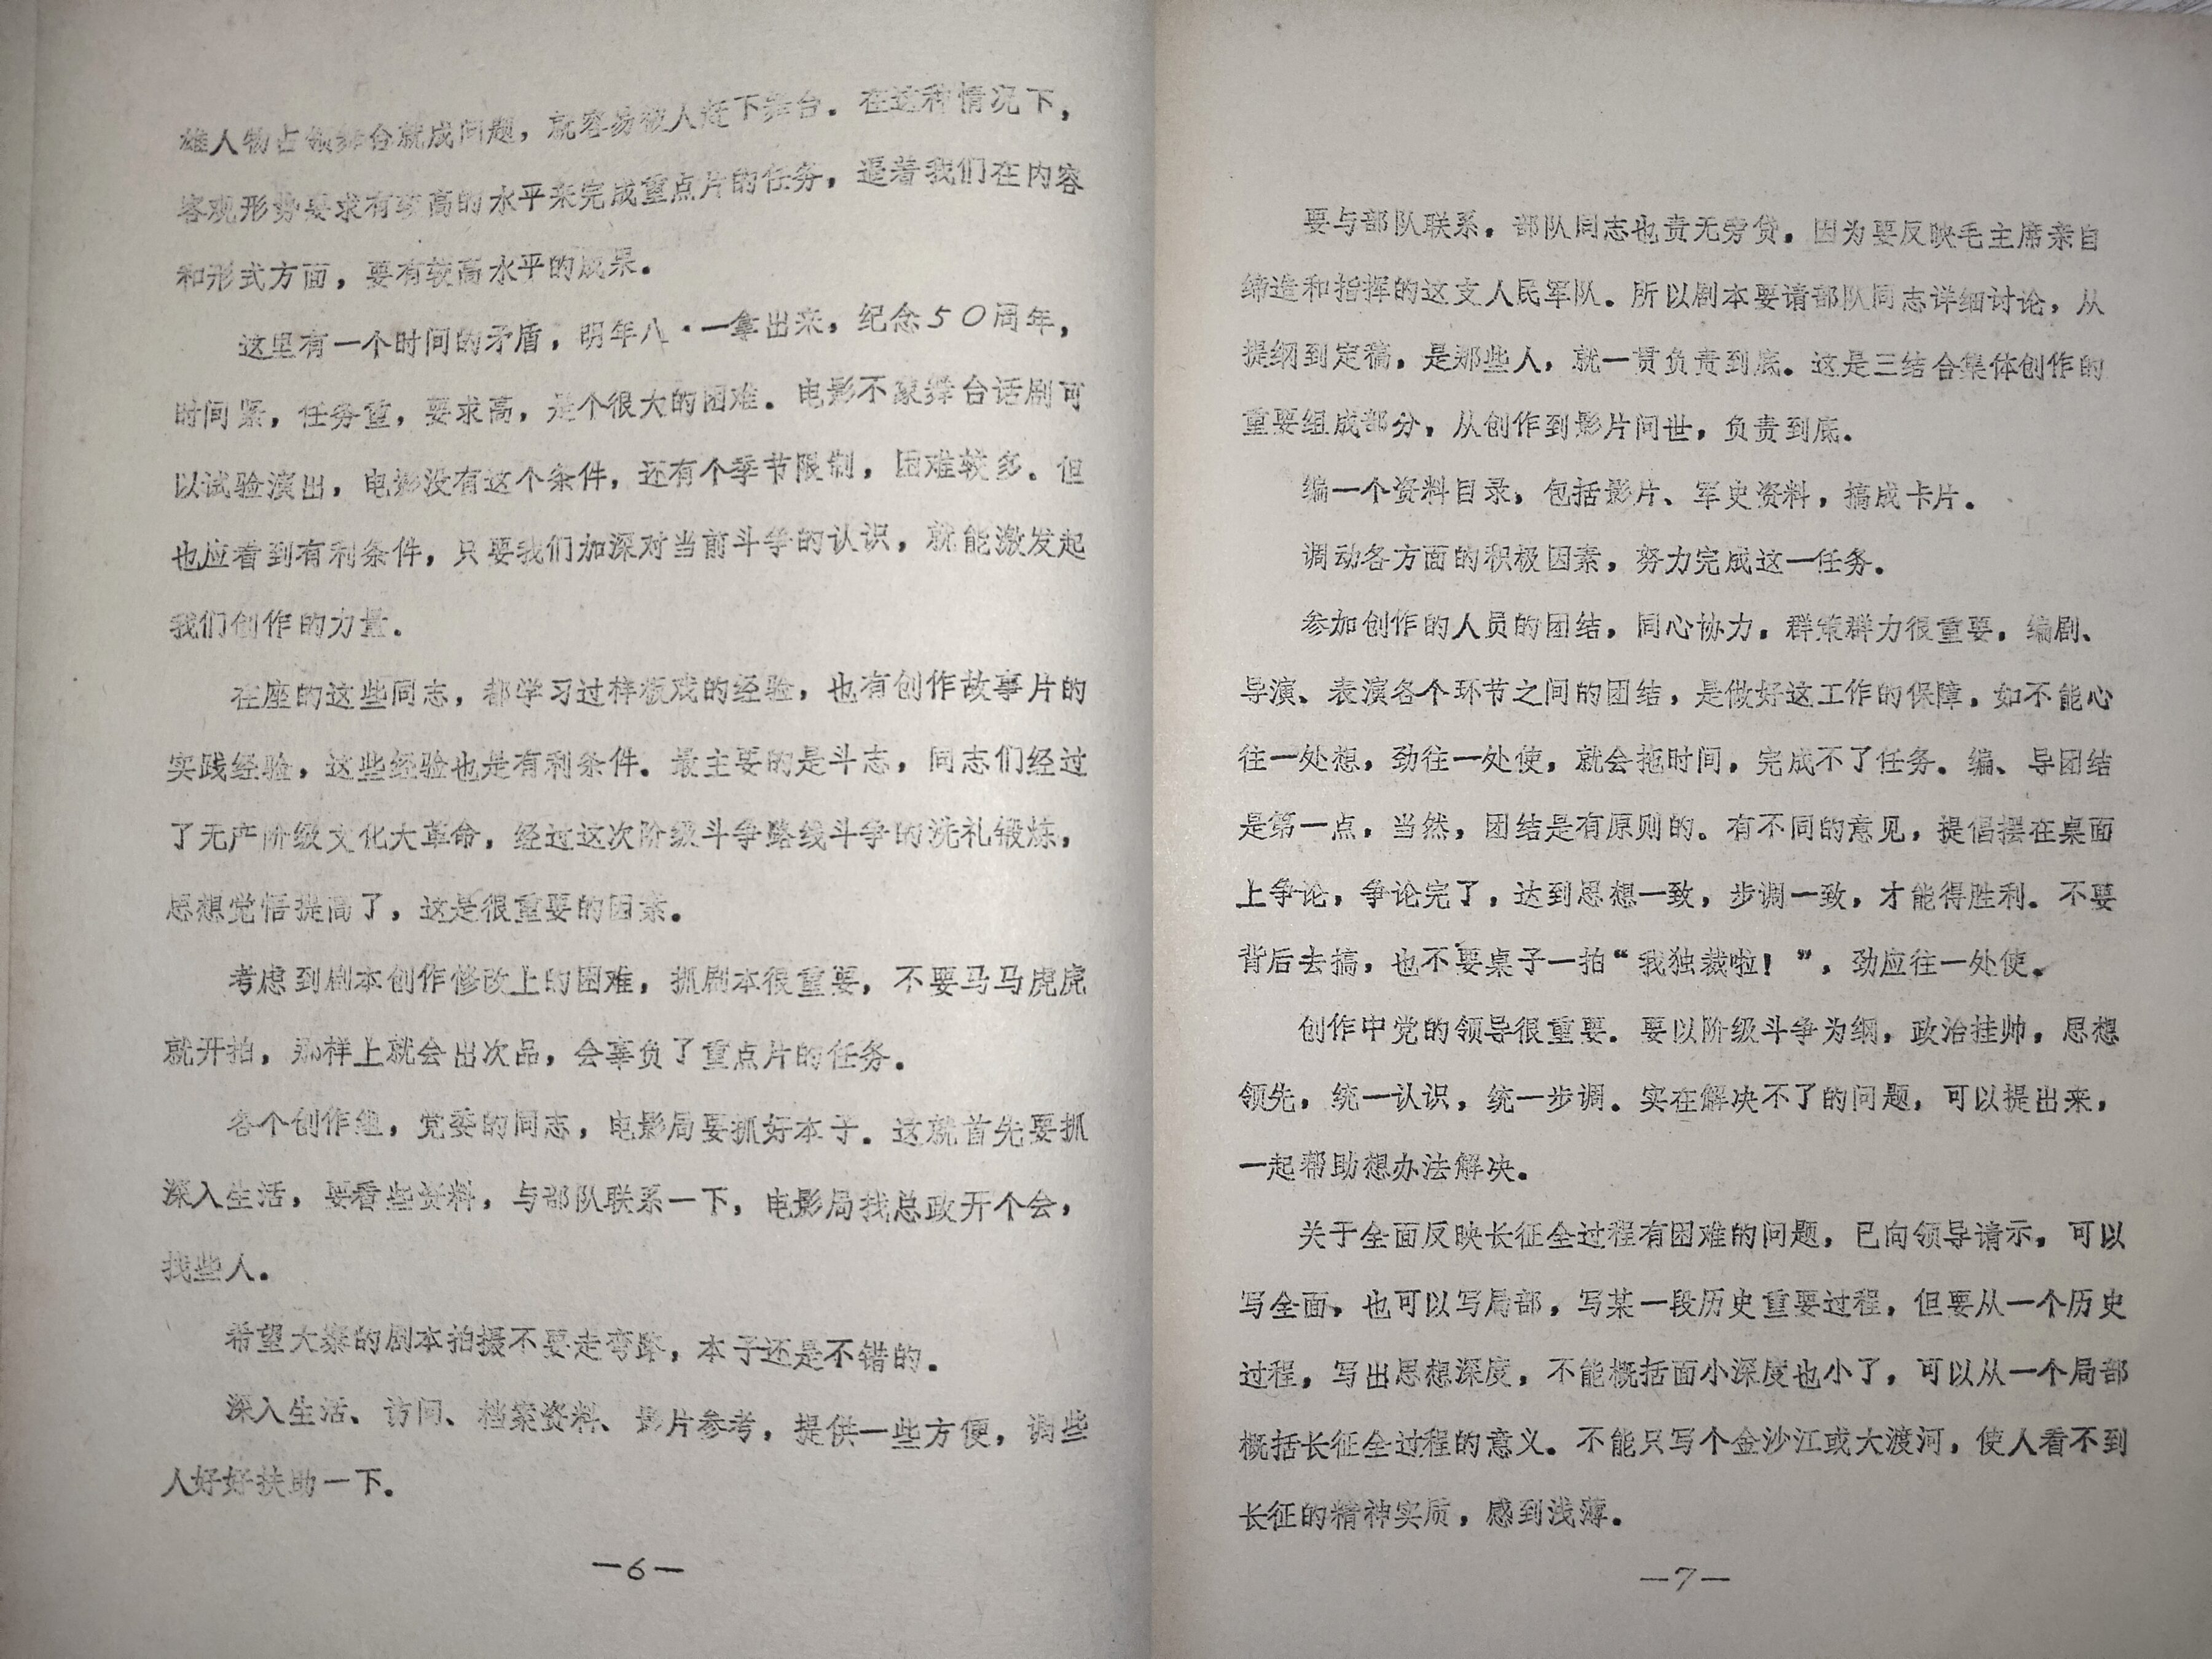 雄人物占领舞台就成问题，就容易被人赶下舞台。在这种情况下，
客观形势要求有较高的水平来完成重点片的任务，逼着我们在内容
和形式方面，要有较高水平的成果。
这里有一个时间的矛盾，明年八·一拿出来，纪念50周年，
时间紧，任务重，要求高，是个很大的困难。电影不象舞台话剧可
以试验演出，电影没有这个条件，还有个季节限制，困难较多。但
也应看到有利条件，只要我们加深对当前斗争的认识，就能激发起
我们创作的力量。
在座的这些同志，都学习过样板戏的经验，也有创作故事片的
实践经验，这些经验也是有利条件。最主要的是斗志，同志们经过
了无产阶级文化大革命，经过这次阶级斗争路线斗争的洗礼锻炼，
思想觉悟提高了，这是很重要的因素。
考虑到剧本创作修改上的困难，抓剧本很重要，不要马马虎虎
就开拍，那样上就会出次品，会辜负了重点片的任务。
各个创作组，党委的同志，电影局要抓好本子。这就首先要抓
深入生活，要看些资料，与部队联系一下，电影局找总政开个会，
找些人。
希望大寨的剧本拍摄不要走弯路，本子还是不错的。
深入生活、访问、档案资料、影片参考，提供一些方便，调些
人好好扶助一下。
—6—
要与部队联系。部队同志也责无旁贷。因为要反映毛主席亲自
缔造和指挥的这支人民军队。所以剧本要请部队同志详细讨论，从
提纲到定稿，是那些人，就一贯负责到底。这是三结合集体创作的
重要组成部分，从创作到影片问世，负责到底。
编一个资料目录，包括影片、军史资料，搞成卡片。
调动各方面的积极因素，努力完成这一任务。
参加创作的人员的团结，同心协力，群策群力很重要。编剧、
导演、表演各个环节之间的团结，是做好这工作的保障，如不能心
往一处想，劲往一处使，就会拖时间，完成不了任务。编、导团结
是第一点，当然，团结是有原则的。有不同的意见，提倡摆在桌面
上争论，争论完了，达到思想一致，步调一致，才能得胜利。不要
背后去搞，也不要桌子一拍“我独裁啦！”，劲应往一处使。
创作中党的领导很重要。要以阶级斗争为纲，政治挂帅，思想
领先，统一认识，统一步调。实在解决不了的问题，可以提出来，
一起帮助想办法解决。
关于全面反映长征全过程有困难的问题，已向领导请示，可以
写全面，也可以写局部，写某一段历史重要过程，但要从一个历史
过程，写出思想深度，不能概括面小深度也小了，可以从一个局部
概括长征全过程的意义。不能只写个金沙江或大渡河，使人看不到
长征的精神实质，感到浅薄。
—7—